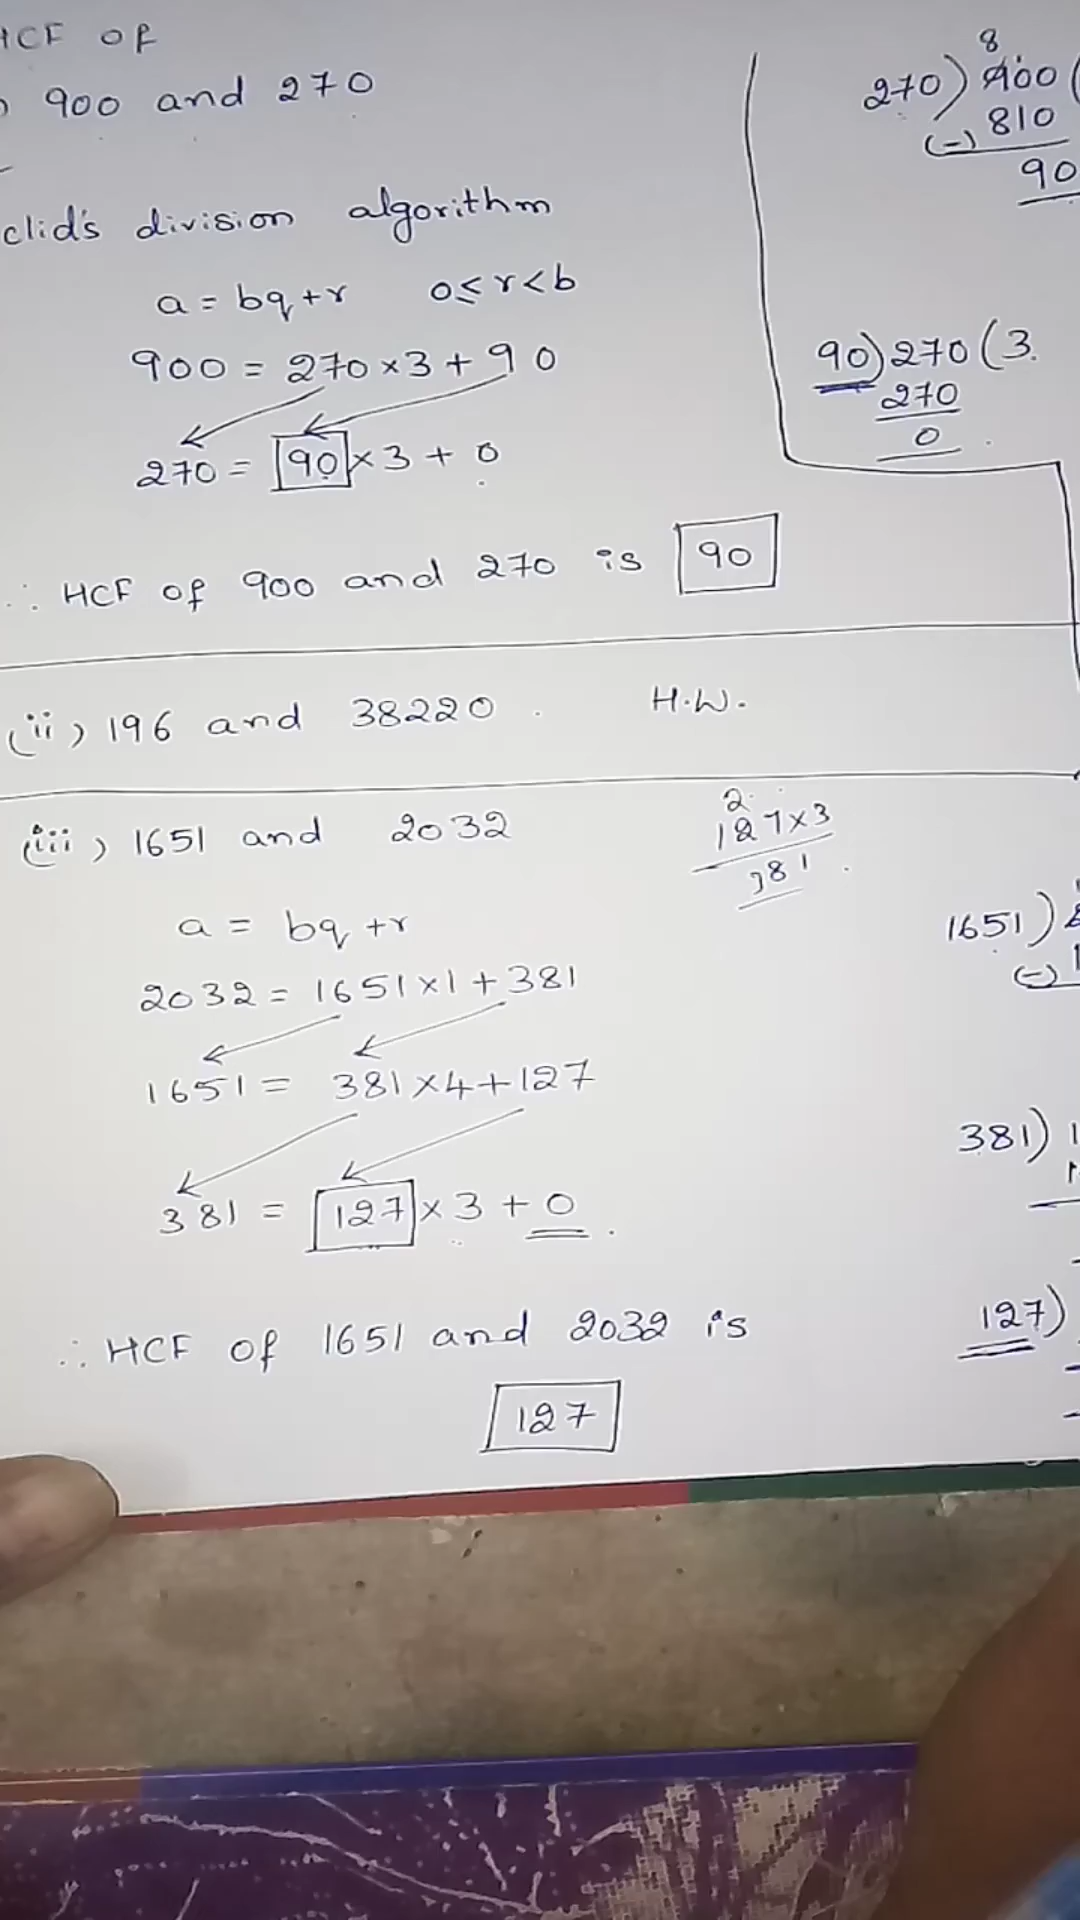 HCF of
900 and 270
clid's division algorithm
a = bq + r 0 ≤ r < b
900 = 270 × 3 + 90
270 = 90 × 3 + 0
∴ HCF of 900 and 270 is 90
8
270 ) 900 (
(-) 810
90
90 ) 270 ( 3
270
0
(ii) 196 and 38220. H.W.
(iii) 1651 and 2032
2
127 × 3
381
a = bq + r
2032 = 1651 × 1 + 381
1651 = 381 × 4 + 127
381 = 127 × 3 + 0.
∴ HCF of 1651 and 2032 is
127
1651 )
(-)
381 )
127 )